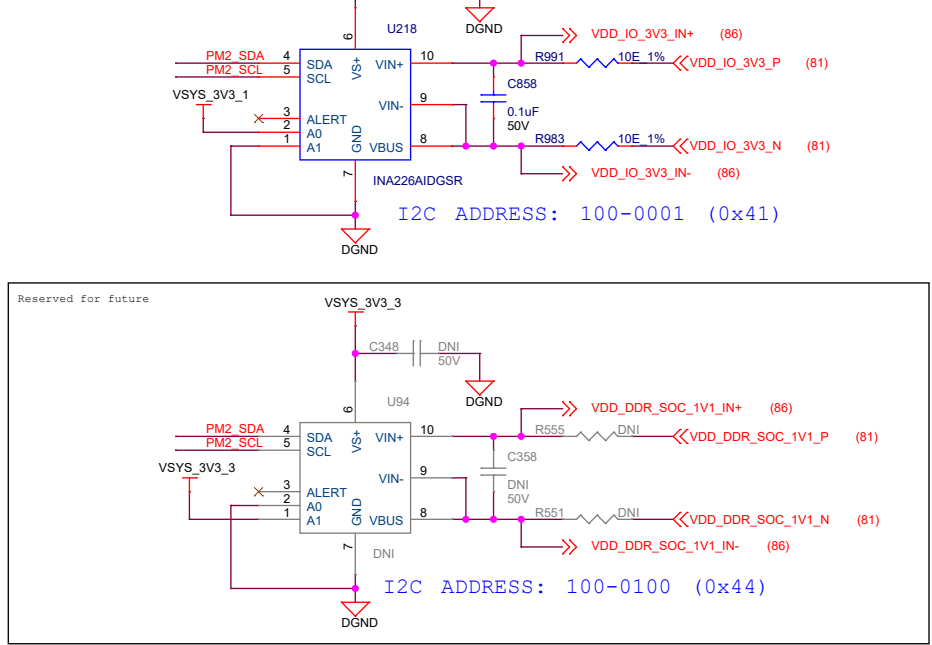 DGND
U218
VDD_IO_3V3_IN+ (86)
6
PM2_SDA 4 SDA VS+ VIN+ 10 R991 10E_1% VDD_IO_3V3_P (81)
PM2_SCL 5 SCL
C858
VSYS_3V3_1
VIN- 9
0.1uF
3 ALERT
50V
2 A0
1 A1 GND VBUS 8 R983 10E_1% VDD_IO_3V3_N (81)
7
INA226AIDGSR
VDD_IO_3V3_IN- (86)
I2C ADDRESS: 100-0001 (0x41)
DGND
Reserved for future
VSYS_3V3_3
C348 DNI
50V
DGND
U94
VDD_DDR_SOC_1V1_IN+ (86)
6
PM2_SDA 4 SDA VS+ VIN+ 10 R555 DNI VDD_DDR_SOC_1V1_P (81)
PM2_SCL 5 SCL
C358
VSYS_3V3_3
VIN- 9
DNI
3 ALERT
50V
2 A0
1 A1 GND VBUS 8 R551 DNI VDD_DDR_SOC_1V1_N (81)
7
DNI
VDD_DDR_SOC_1V1_IN- (86)
I2C ADDRESS: 100-0100 (0x44)
DGND